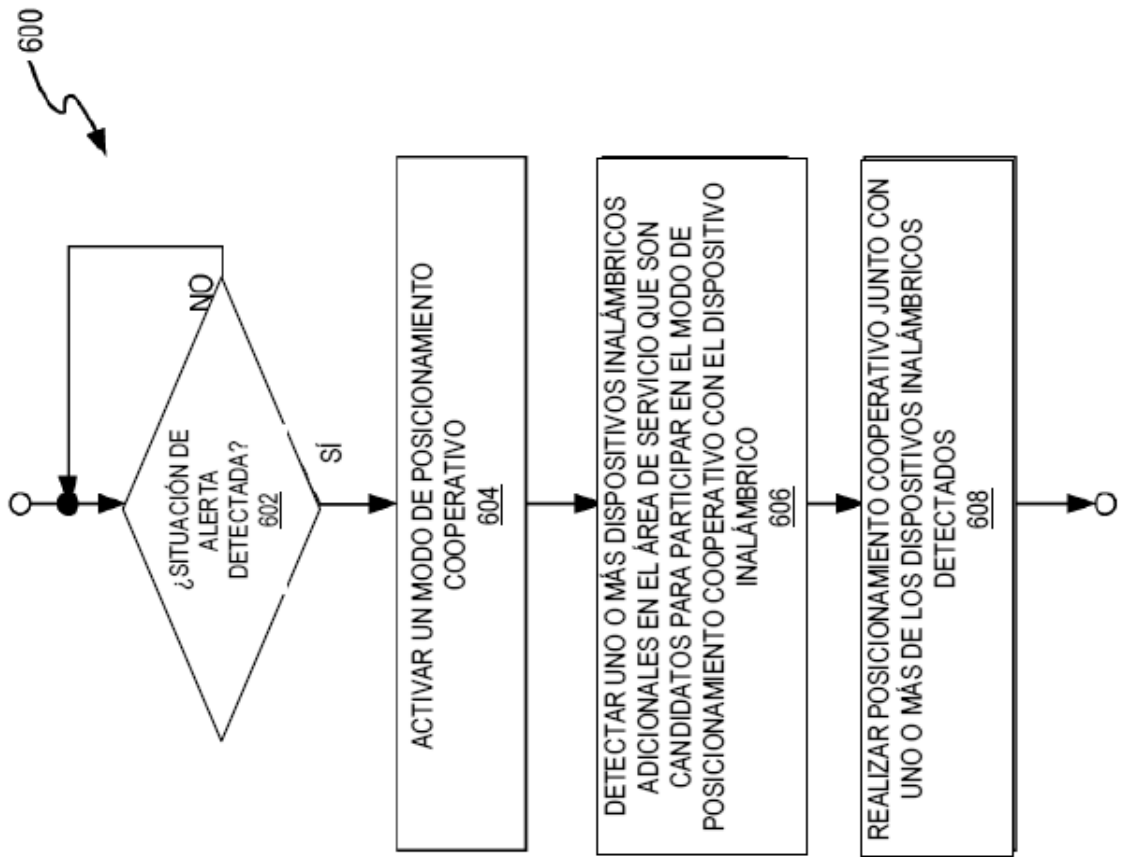 600
¿SITUACIÓN DE
ALERTA
DETECTADA?
602
NO
SÍ
ACTIVAR UN MODO DE POSICIONAMIENTO
COOPERATIVO
604
DETECTAR UNO O MÁS DISPOSITIVOS INALÁMBRICOS
ADICIONALES EN EL ÁREA DE SERVICIO QUE SON
CANDIDATOS PARA PARTICIPAR EN EL MODO DE
POSICIONAMIENTO COOPERATIVO CON EL DISPOSITIVO
INALÁMBRICO
606
REALIZAR POSICIONAMIENTO COOPERATIVO JUNTO CON
UNO O MÁS DE LOS DISPOSITIVOS INALÁMBRICOS
DETECTADOS
608